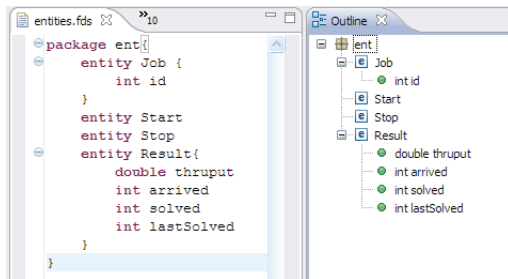 entities.fds
»10
package ent{
entity Job {
int id
}
entity Start
entity Stop
entity Result{
double thruput
int arrived
int solved
int lastSolved
}
}
Outline
ent
Job
int id
Start
Stop
Result
double thruput
int arrived
int solved
int lastSolved